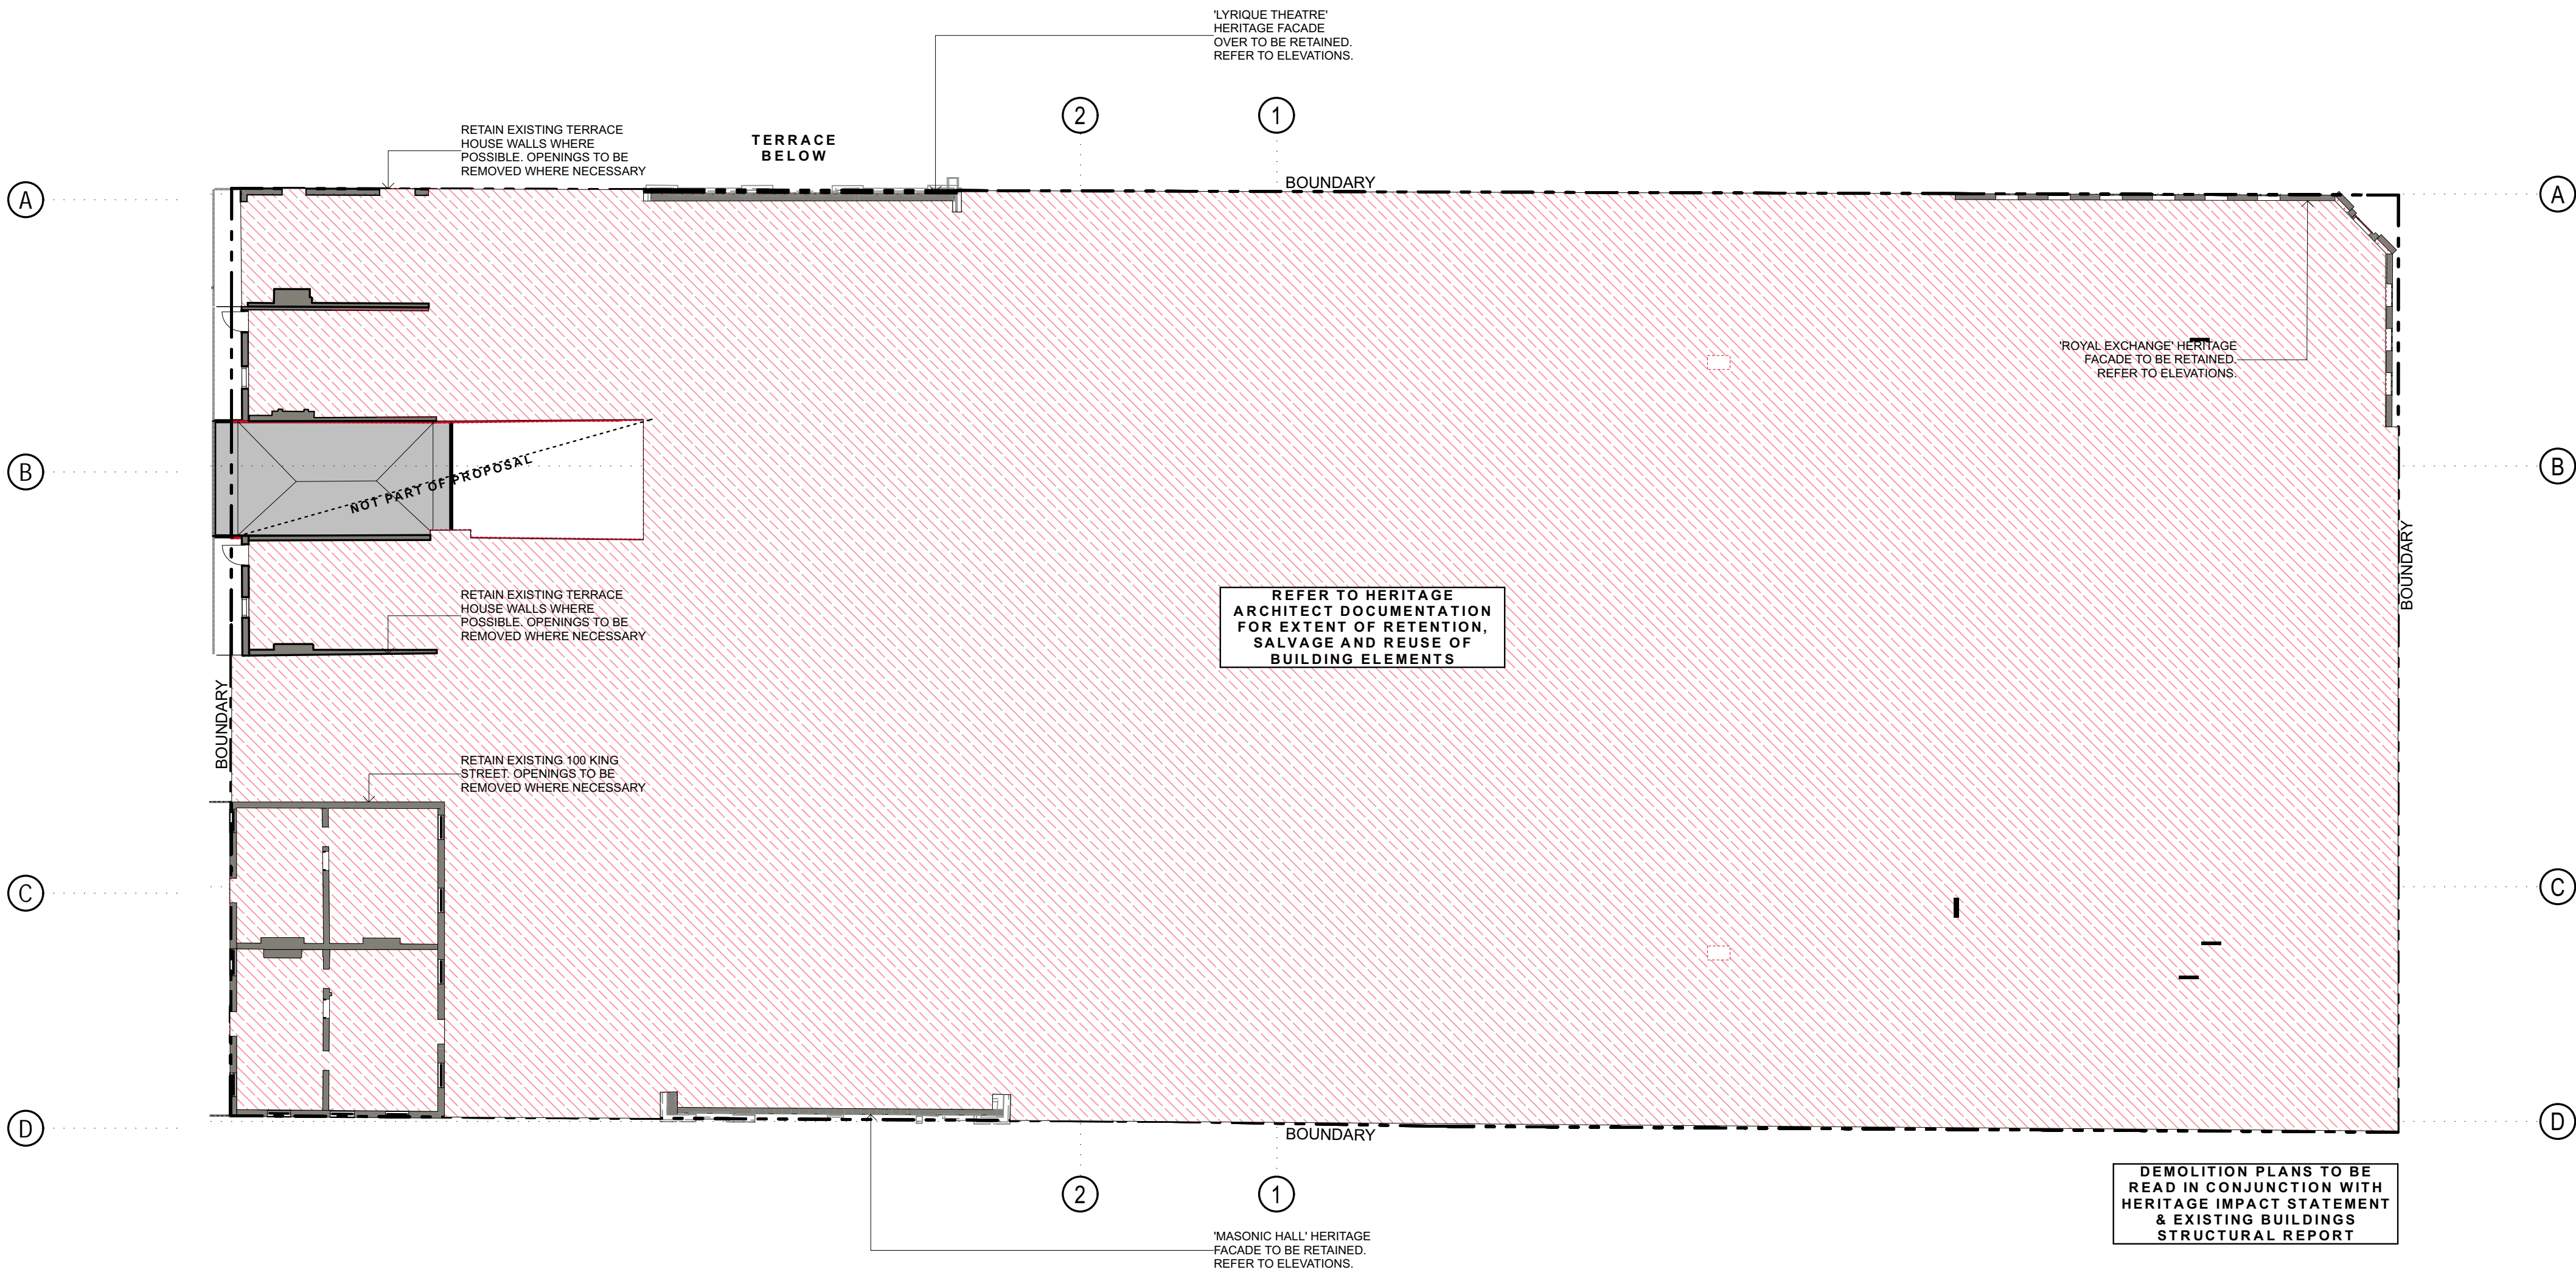 'LYRIQUE THEATRE'
HERITAGE FACADE
OVER TO BE RETAINED.
REFER TO ELEVATIONS.
2
1
RETAIN EXISTING TERRACE
HOUSE WALLS WHERE
POSSIBLE. OPENINGS TO BE
REMOVED WHERE NECESSARY
TERRACE
BELOW
BOUNDARY
A
A
'ROYAL EXCHANGE' HERITAGE
FACADE TO BE RETAINED.
REFER TO ELEVATIONS.
B
B
NOT PART OF PROPOSAL
BOUNDARY
RETAIN EXISTING TERRACE
HOUSE WALLS WHERE
POSSIBLE. OPENINGS TO BE
REMOVED WHERE NECESSARY
REFER TO HERITAGE
ARCHITECT DOCUMENTATION
FOR EXTENT OF RETENTION,
SALVAGE AND REUSE OF
BUILDING ELEMENTS
BOUNDARY
RETAIN EXISTING 100 KING
STREET. OPENINGS TO BE
REMOVED WHERE NECESSARY
C
C
D
D
BOUNDARY
2
1
DEMOLITION PLANS TO BE
READ IN CONJUNCTION WITH
HERITAGE IMPACT STATEMENT
& EXISTING BUILDINGS
STRUCTURAL REPORT
'MASONIC HALL' HERITAGE
FACADE TO BE RETAINED.
REFER TO ELEVATIONS.